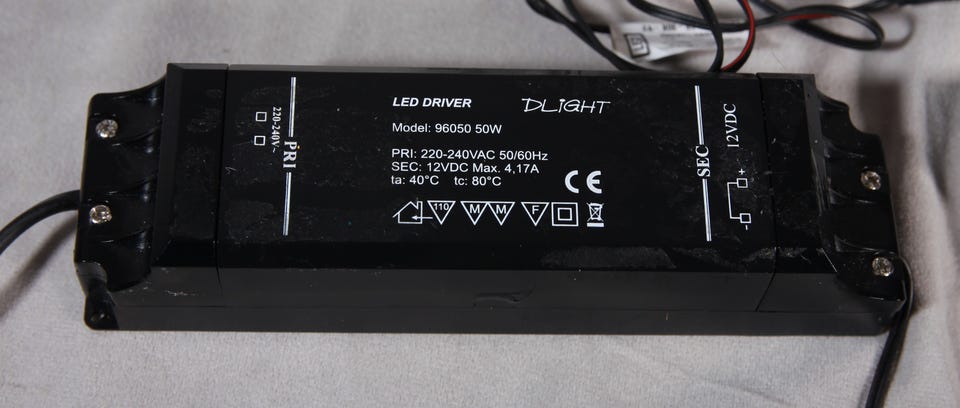 220-240V~
PRI
LED DRIVER
DLIGHT
Model: 96050 50W
PRI: 220-240VAC 50/60Hz
SEC: 12VDC Max. 4,17A
ta: 40°C tc: 80°C
CE
110 M M F
SEC
12VDC
+
-